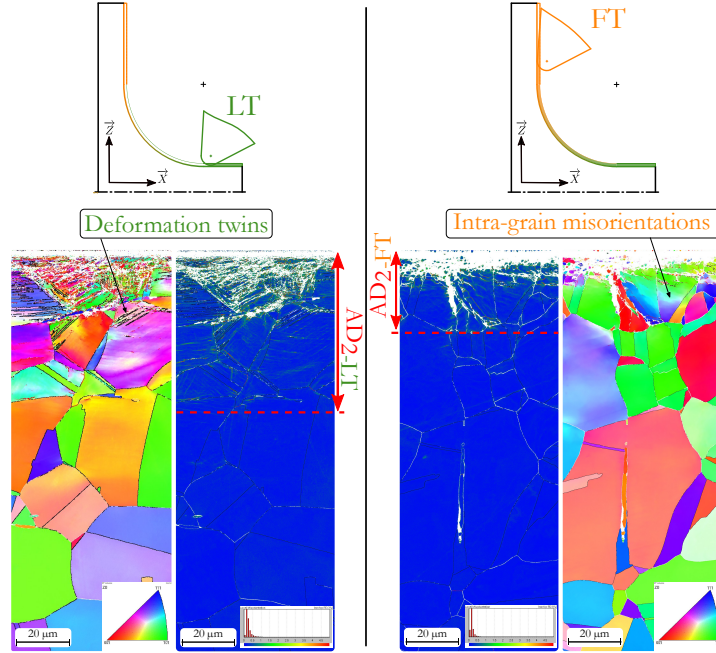 LT
Z
X
Deformation twins
AD2-LT
20 μm
20 μm
FT
Z
X
Intra-grain misorientations
AD2-FT
20 μm
20 μm